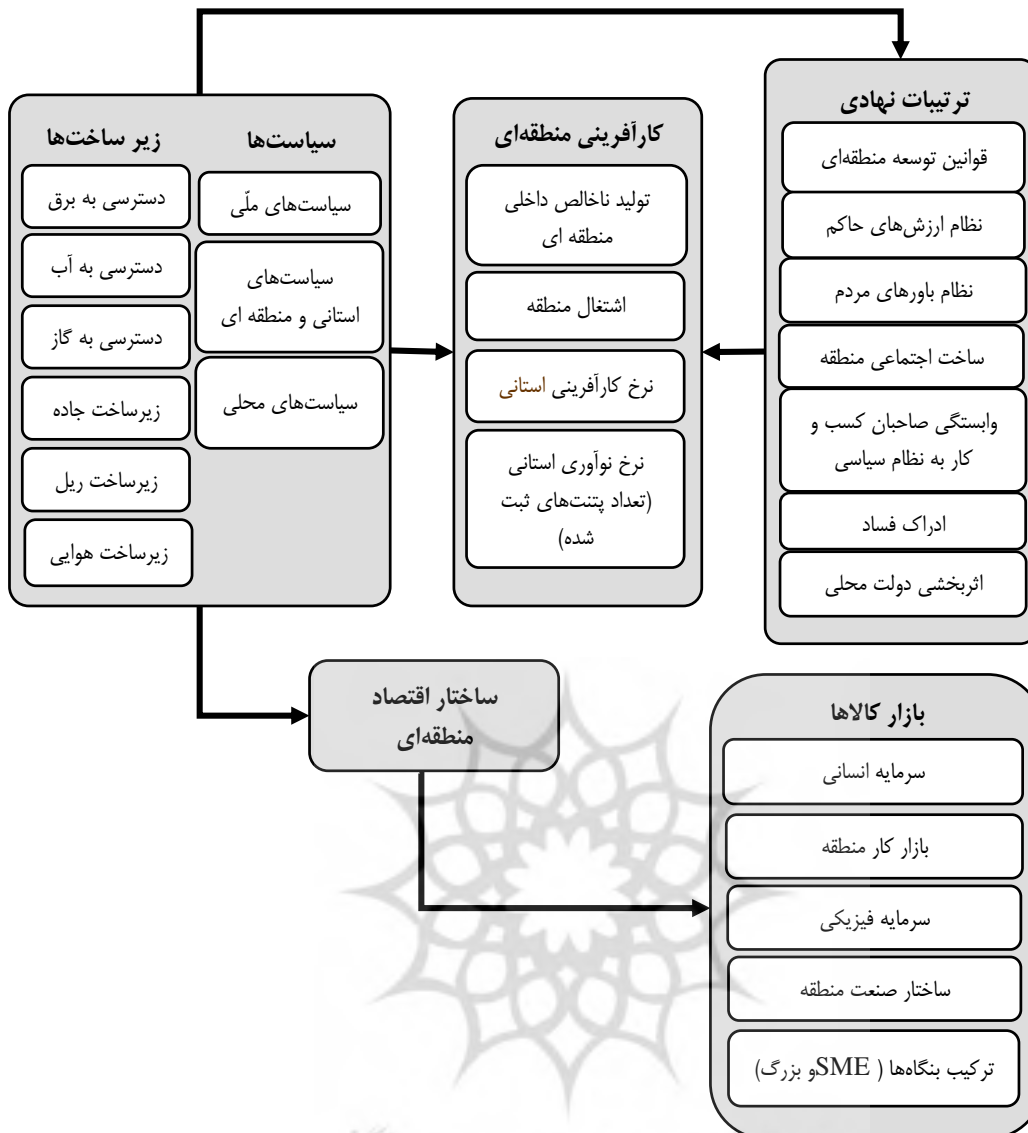 ترتیبات نهادی
قوانین توسعه منطقه‌ای
نظام ارزش‌های حاکم
نظام باورهای مردم
ساخت اجتماعی منطقه
وابستگی صاحبان کسب و
کار به نظام سیاسی
ادراک فساد
اثربخشی دولت محلی
کارآفرینی منطقه‌ای
تولید ناخالص داخلی
منطقه ای
اشتغال منطقه
نرخ کارآفرینی استانی
نرخ نوآوری استانی
(تعداد پتنت‌های ثبت
شده)
سیاست‌ها
سیاست‌های ملّی
سیاست‌های
استانی و منطقه ای
سیاست‌های محلی
زیر ساخت‌ها
دسترسی به برق
دسترسی به آب
دسترسی به گاز
زیرساخت جاده
زیرساخت ریل
زیرساخت هوایی
ساختار اقتصاد
منطقه‌ای
بازار کالاها
سرمایه انسانی
بازار کار منطقه
سرمایه فیزیکی
ساختار صنعت منطقه
ترکیب بنگاه‌ها ( SMEو بزرگ)